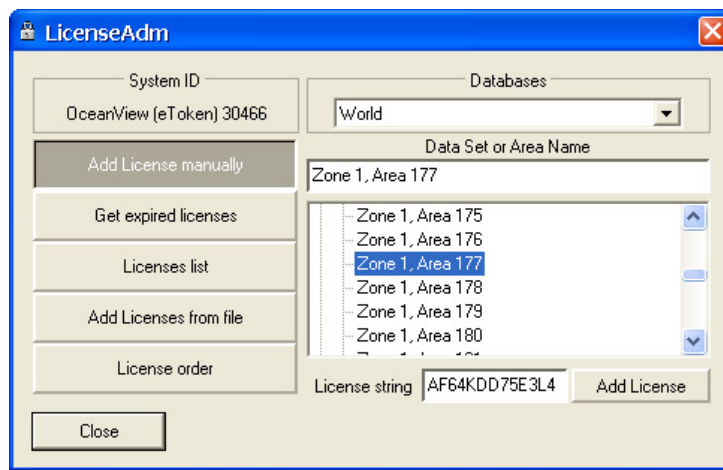 LicenseAdm
System ID
OceanView (eToken) 30466
Add License manually
Get expired licenses
Licenses list
Add Licenses from file
License order
Close
Databases
World
Data Set or Area Name
Zone 1, Area 177
Zone 1, Area 175
Zone 1, Area 176
Zone 1, Area 177
Zone 1, Area 178
Zone 1, Area 179
Zone 1, Area 180
License string AF64KDD75E3L4 Add License